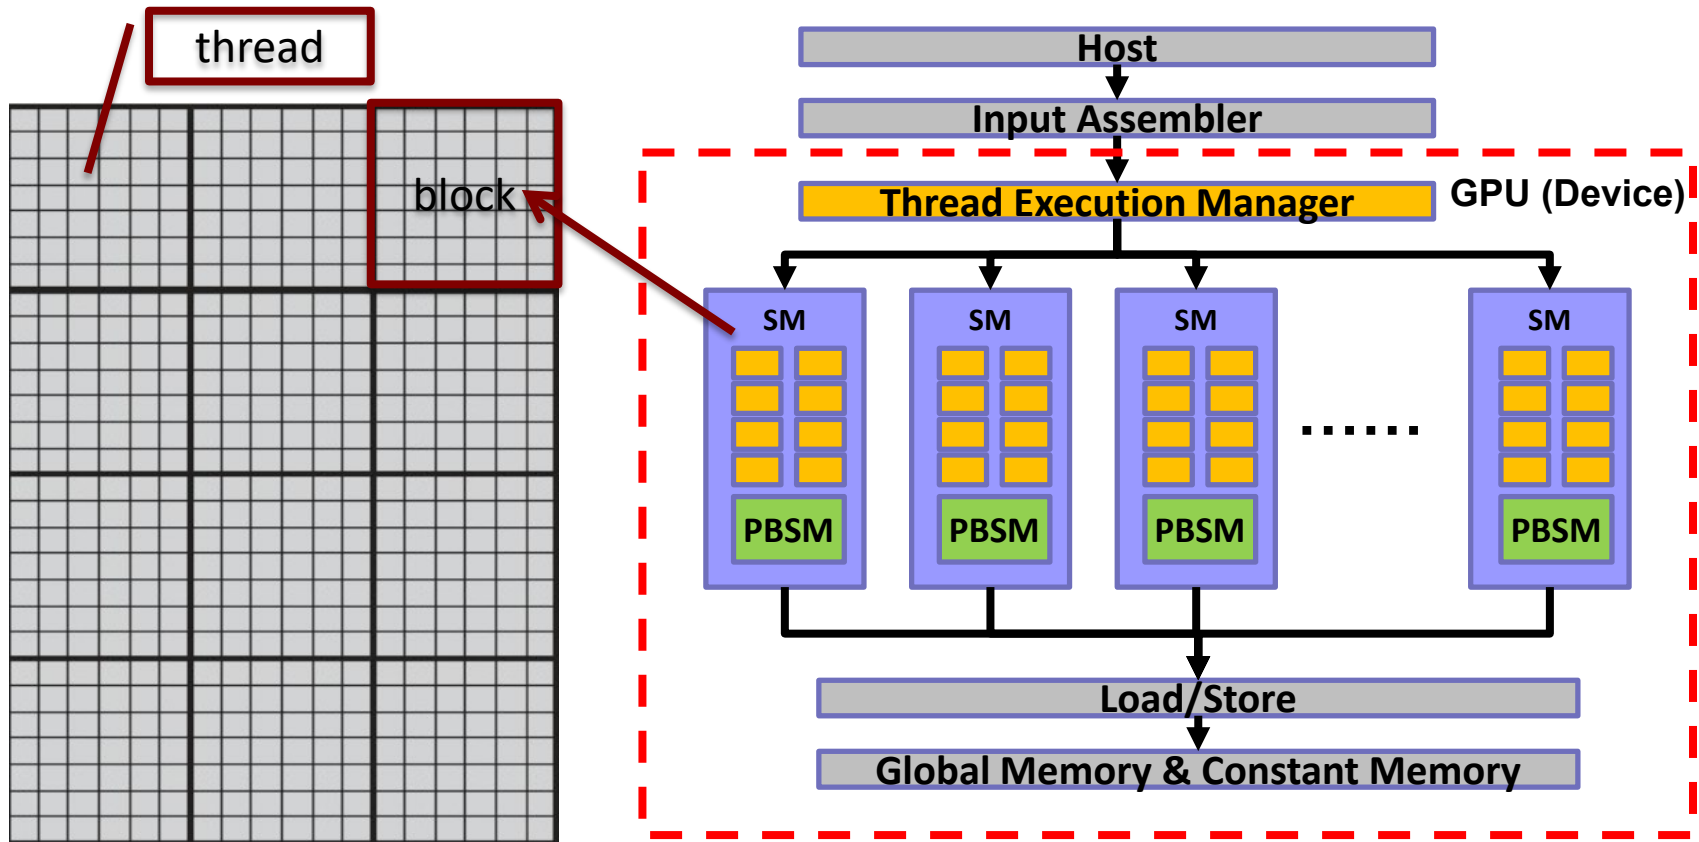 thread
block
Host
Input Assembler
Thread Execution Manager
GPU (Device)
SM
SM
SM
SM
......
PBSM
PBSM
PBSM
PBSM
Load/Store
Global Memory & Constant Memory